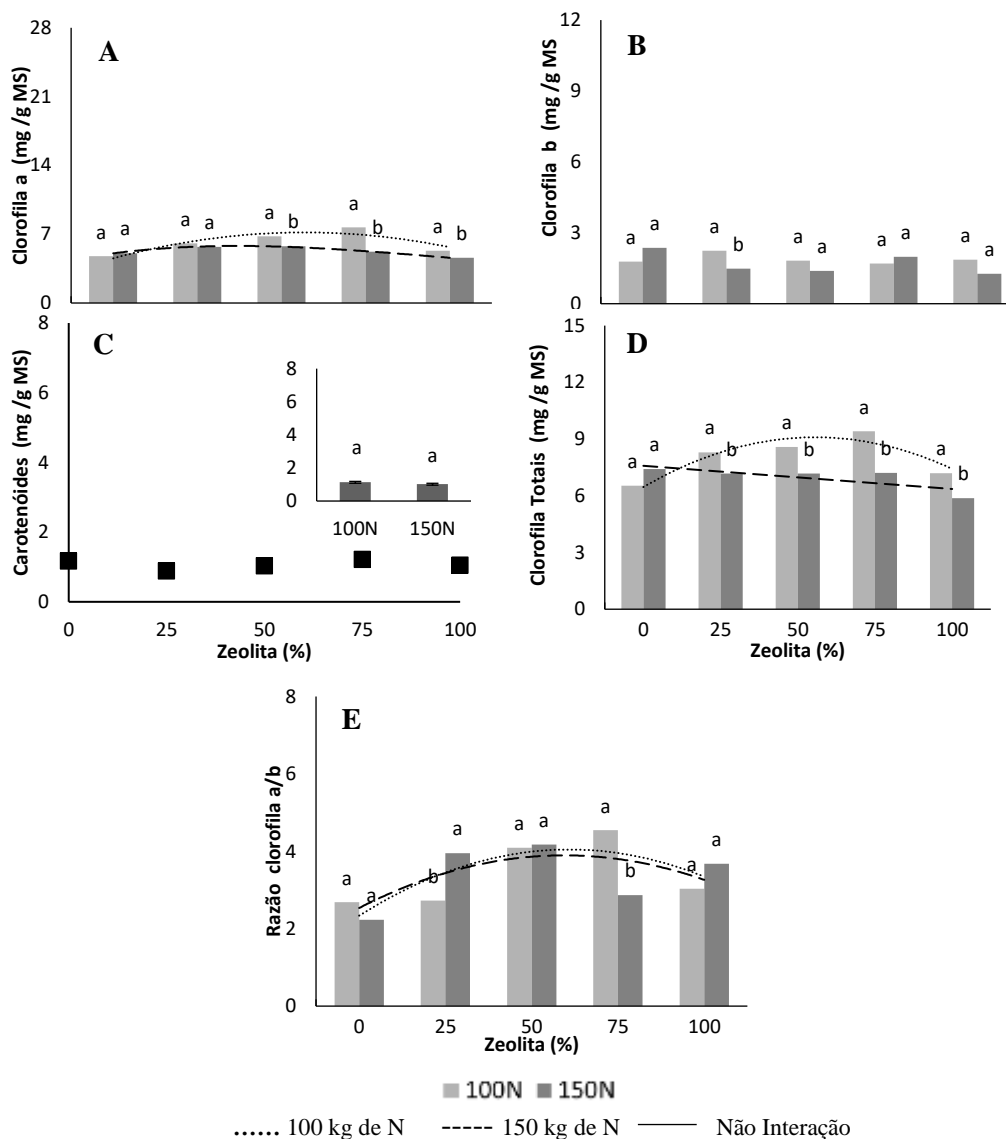 A
Clorofila a (mg /g MS)
28
21
14
7
0
a a a a a b a b a b
B
Clorofila b (mg /g MS
12
9
6
3
0
a a a b a a a a a a
C
Carotenóides (mg /g MS)
8
6
4
2
0
0 25 50 75 100
Zeolita (%)
8
6
4
2
0
a a
100N 150N
D
Clorofila Totais (mg /g MS)
15
12
9
6
3
0
a a a b a b a b a b
0 25 50 75 100
Zeolita (%)
E
Razão clorofila a/b
8
6
4
2
0
a a b a a a a b a a
0 25 50 75 100
Zeolita (%)
100N 150N
...... 100 kg de N ----- 150 kg de N —— Não Interação